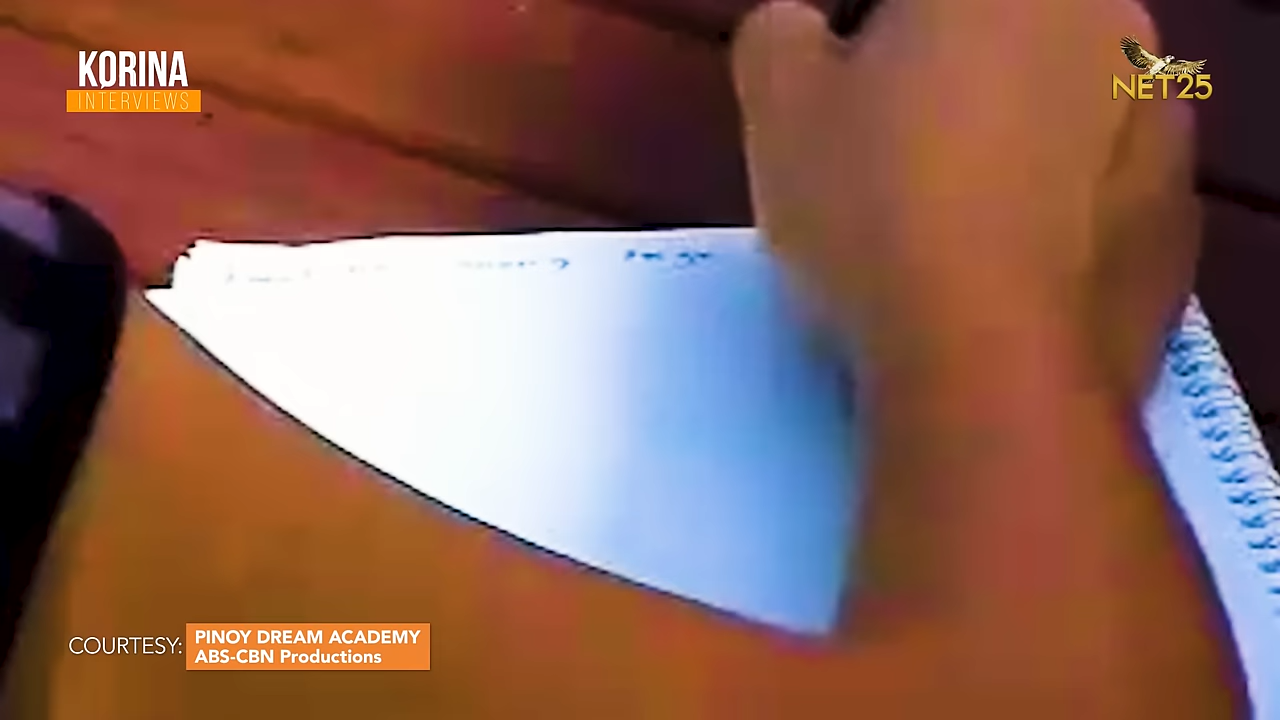 KORINA
INTERVIEWS
NET25
COURTESY:
PINOY DREAM ACADEMY
ABS-CBN Productions